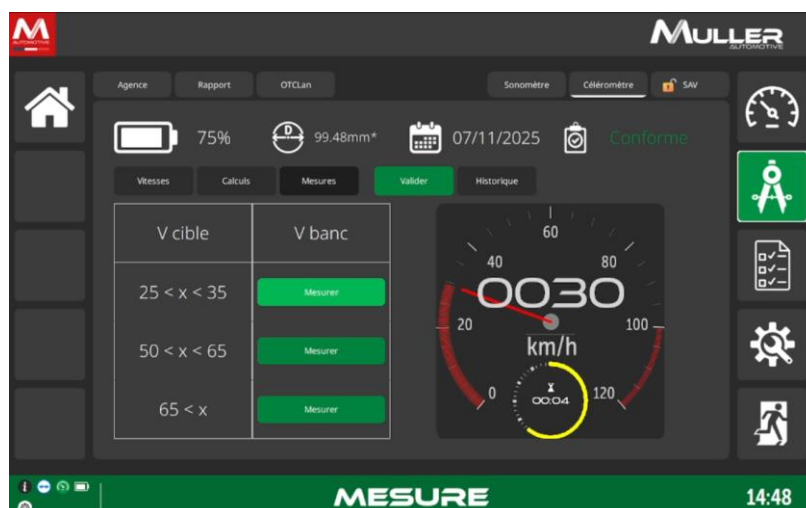 M
AUTOMOTIVE
MULLER
AUTOMOTIVE
Agence
Rapport
OTCLan
Sonomètre
Céléromètre
SAV
75%
D
99.48mm*
07/11/2025
Conforme
Vitesses
Calculs
Mesures
Valider
Historique
V cible
V banc
25 < x < 35
Mesurer
50 < x < 65
Mesurer
65 < x
Mesurer
0
20
40
60
80
100
120
0030
km/h
00:04
MESURE
14:48